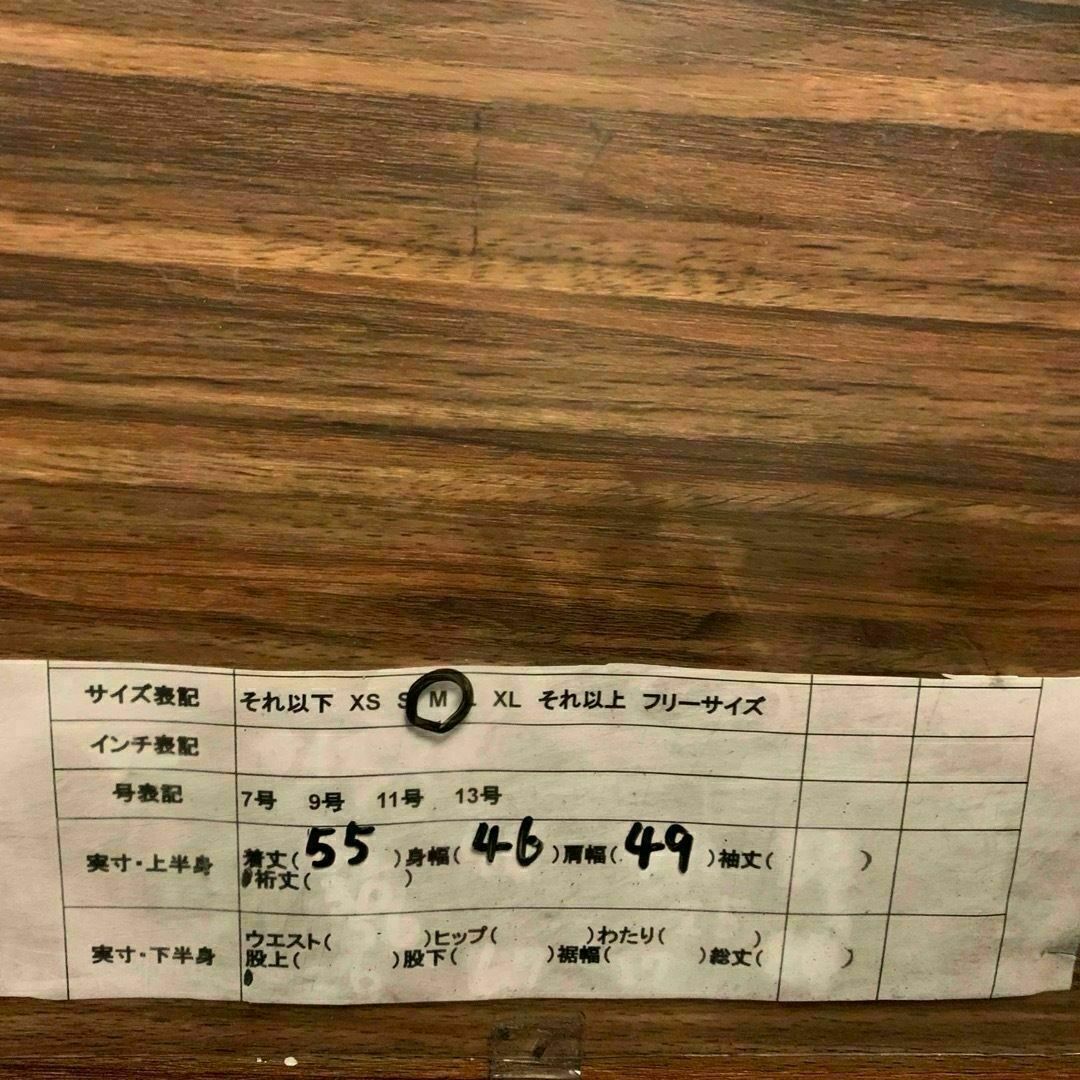 サイズ表記 それ以下 XS S M L XL それ以上 フリーサイズ
インチ表記
号表記 7号 9号 11号 13号
実寸・上半身 着丈(55)身幅(46)肩幅(49)袖丈( )
裄丈( )
ウエスト( )ヒップ( )わたり( )
実寸・下半身 股上( )股下( )裾幅( )総丈( )